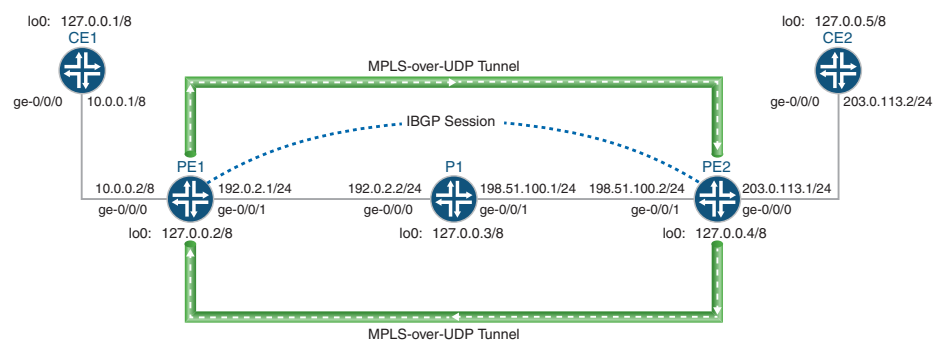 lo0: 127.0.0.1/8
CE1
lo0: 127.0.0.5/8
CE2
MPLS-over-UDP Tunnel
ge-0/0/0
10.0.0.1/8
ge-0/0/0
203.0.113.2/24
IBGP Session
PE1
P1
PE2
10.0.0.2/8
192.0.2.1/24
192.0.2.2/24
198.51.100.1/24
198.51.100.2/24
203.0.113.1/24
ge-0/0/0
ge-0/0/1
ge-0/0/0
ge-0/0/1
ge-0/0/1
ge-0/0/0
lo0: 127.0.0.2/8
lo0: 127.0.0.3/8
lo0: 127.0.0.4/8
MPLS-over-UDP Tunnel